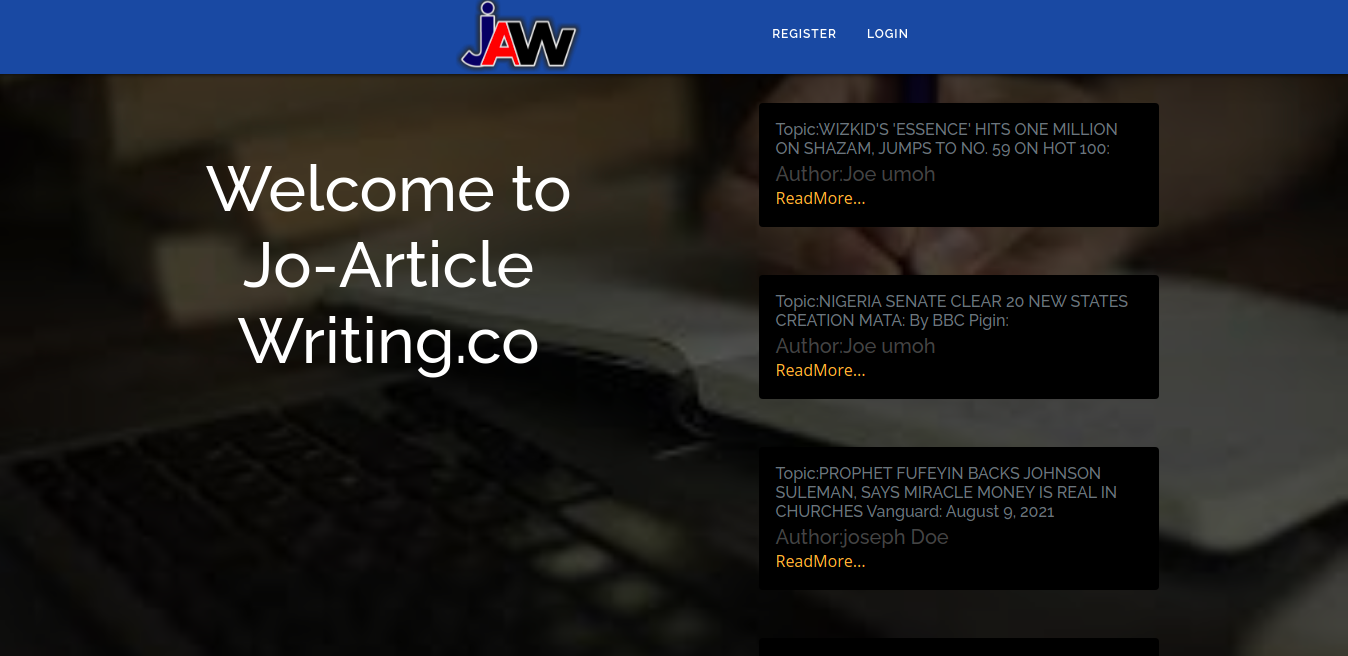 jAW
REGISTER
LOGIN
Welcome to
Jo-Article
Writing.co
Topic:WIZKID'S 'ESSENCE' HITS ONE MILLION
ON SHAZAM, JUMPS TO NO. 59 ON HOT 100:
Author:Joe umoh
ReadMore...
Topic:NIGERIA SENATE CLEAR 20 NEW STATES
CREATION MATA: By BBC Pigin:
Author:Joe umoh
ReadMore...
Topic:PROPHET FUFEYIN BACKS JOHNSON
SULEMAN, SAYS MIRACLE MONEY IS REAL IN
CHURCHES Vanguard: August 9, 2021
Author:joseph Doe
ReadMore...